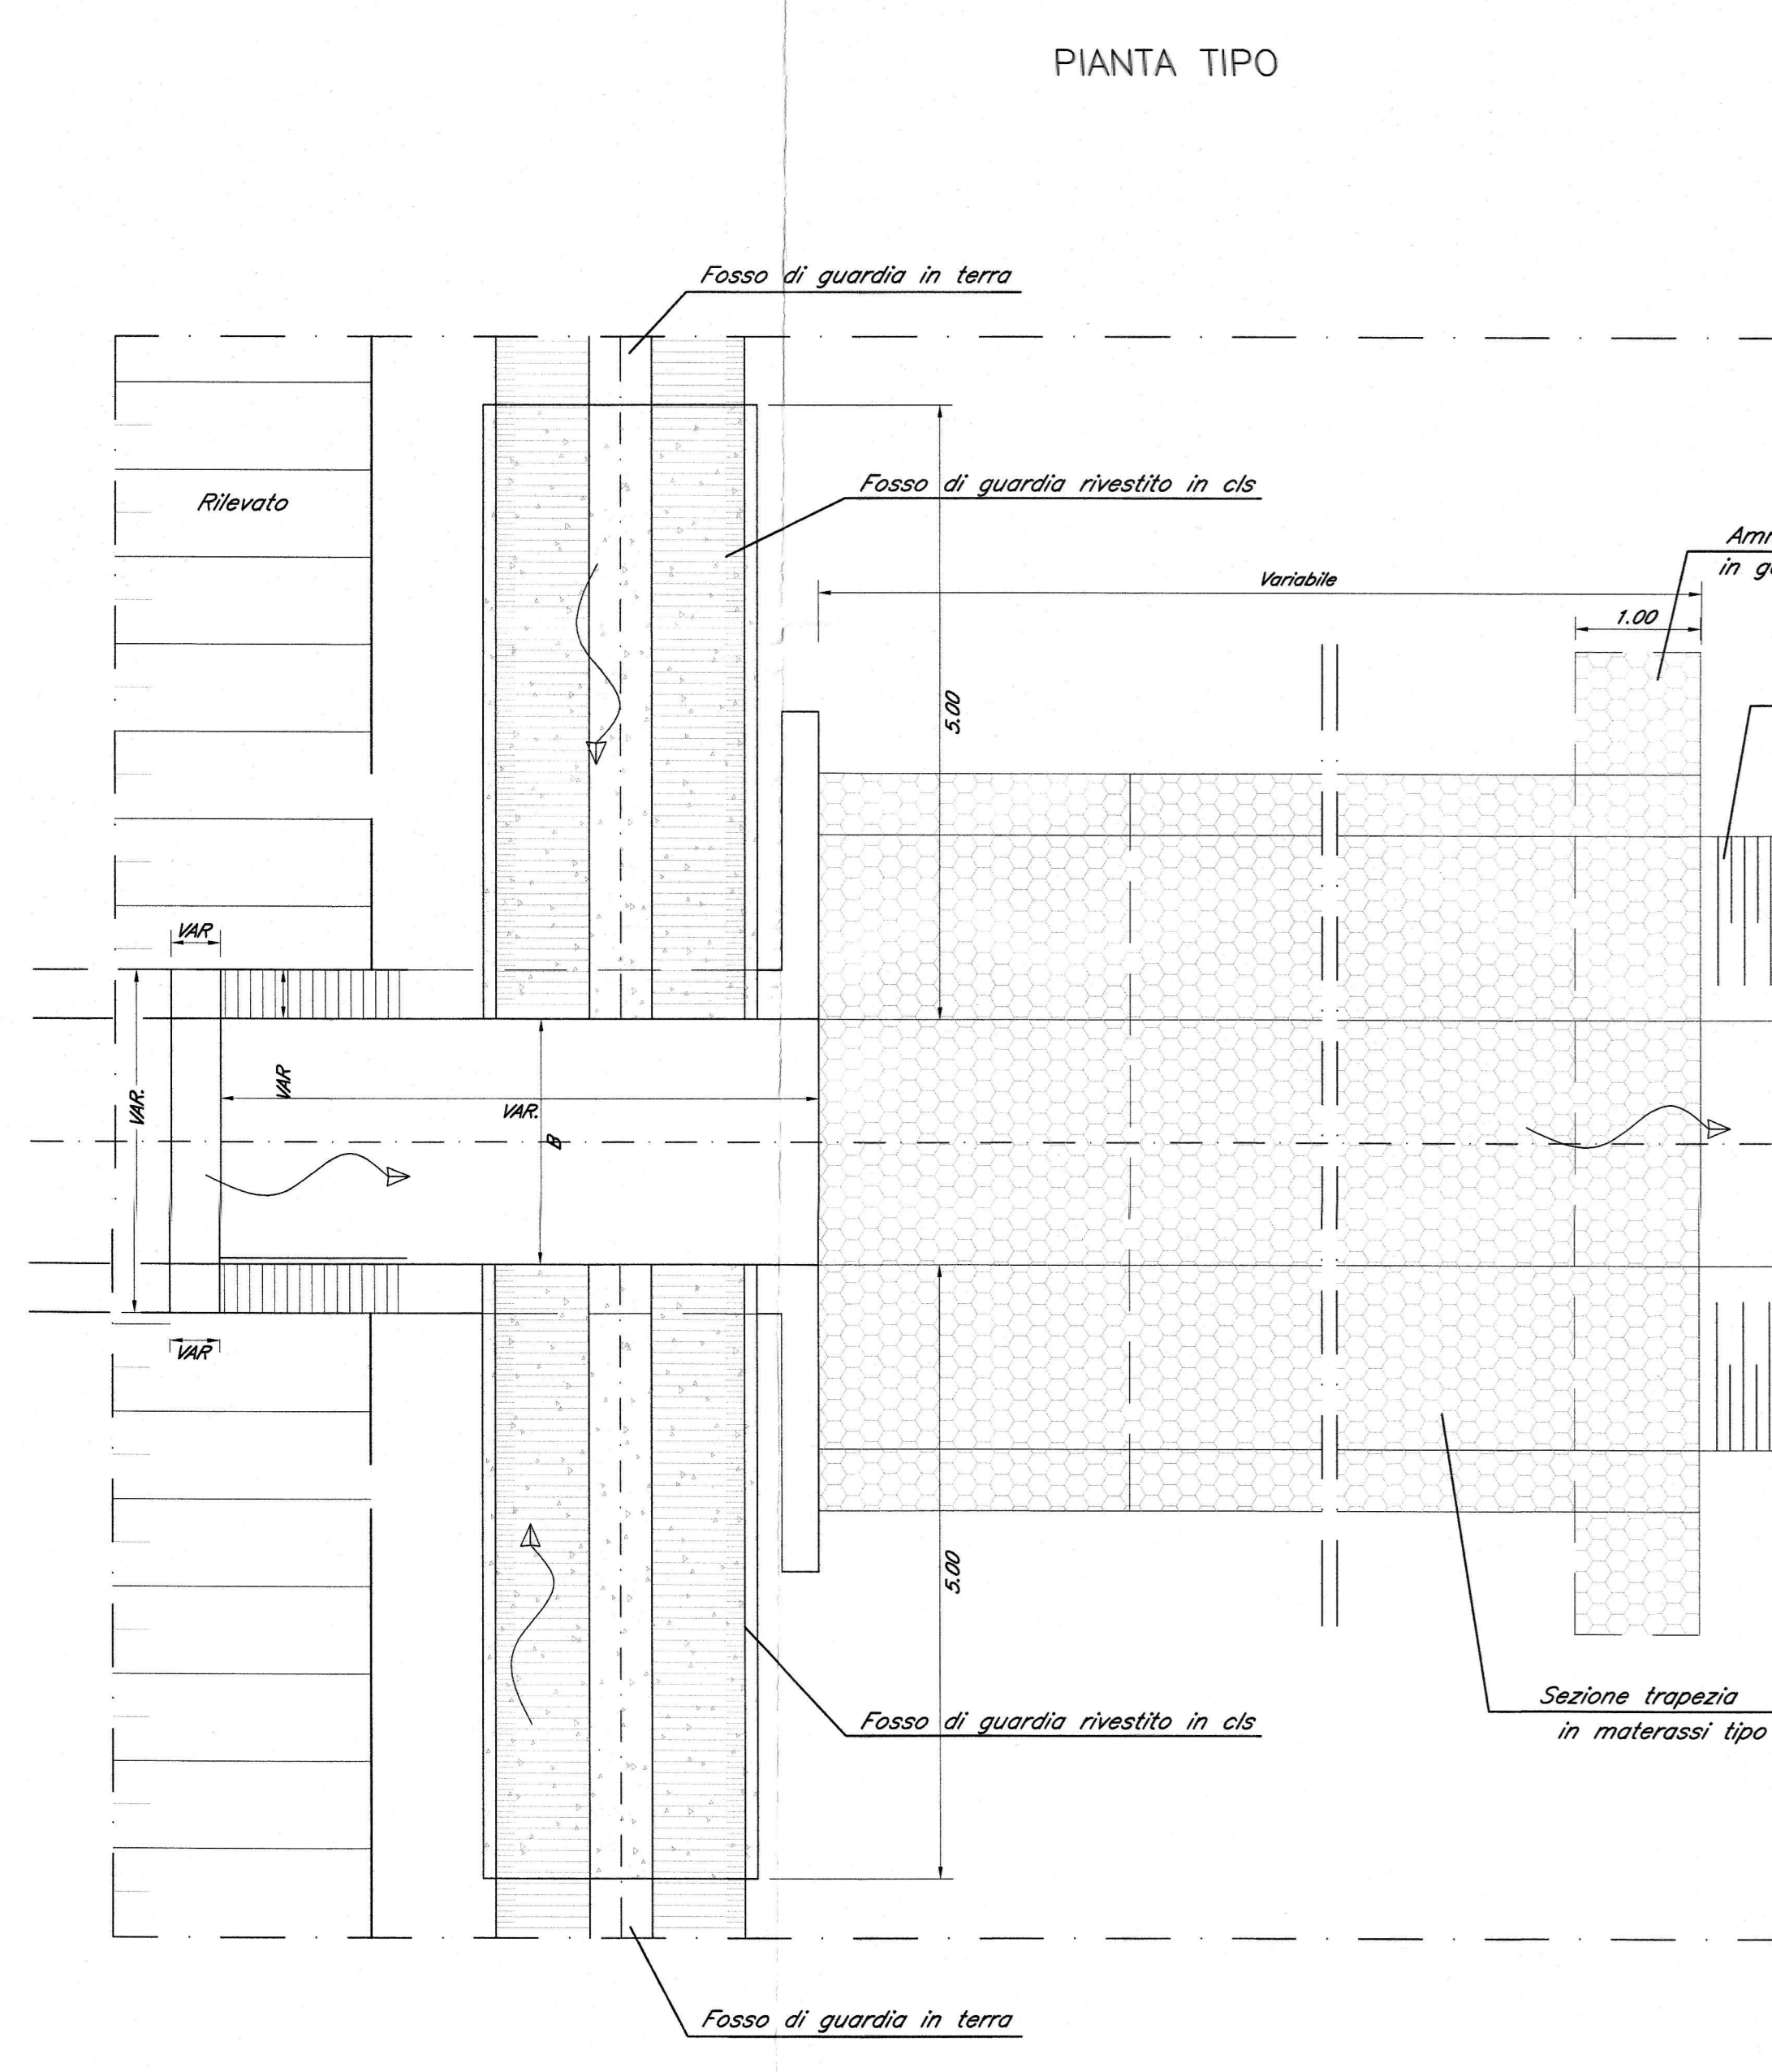 PIANTA TIPO
Fosso di guardia in terra
Fosso di guardia rivestito in cls
Rilevato
in
Variabile
1.00
5.00
VAR
VAR
VAR.
VAR.
B
VAR
5.00
Sezione trapezia
in materassi tipo
Fosso di guardia rivestito in cls
Fosso di guardia in terra